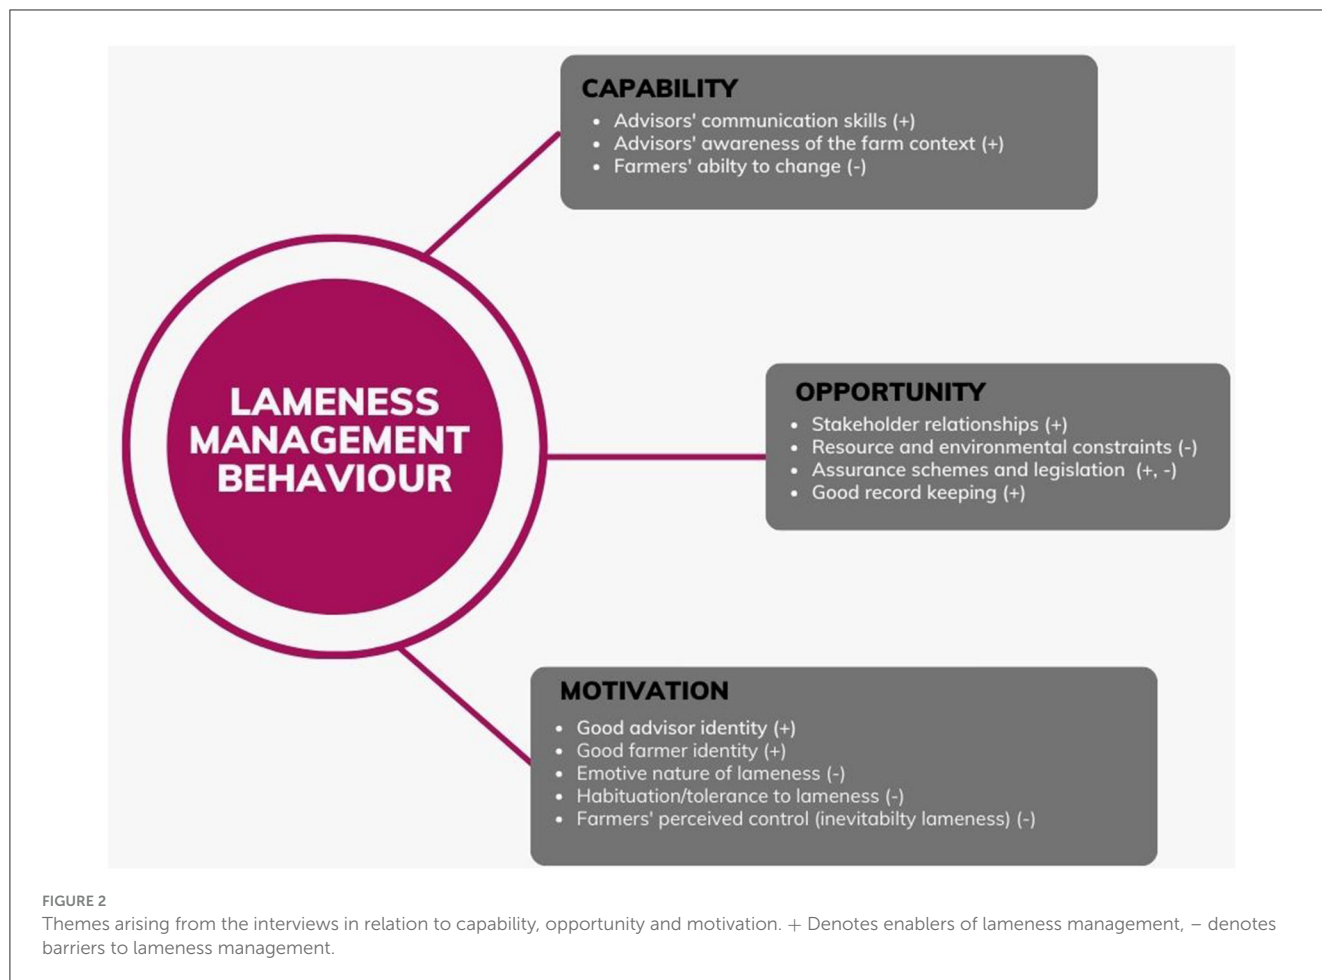 CAPABILITY
• Advisors' communication skills (+)
• Advisors' awareness of the farm context (+)
• Farmers' abilty to change (-)
LAMENESS
MANAGEMENT
BEHAVIOUR
OPPORTUNITY
• Stakeholder relationships (+)
• Resource and environmental constraints (-)
• Assurance schemes and legislation (+, -)
• Good record keeping (+)
MOTIVATION
• Good advisor identity (+)
• Good farmer identity (+)
• Emotive nature of lameness (-)
• Habituation/tolerance to lameness (-)
• Farmers' perceived control (inevitabilty lameness) (-)
FIGURE 2
Themes arising from the interviews in relation to capability, opportunity and motivation. + Denotes enablers of lameness management, – denotes
barriers to lameness management.